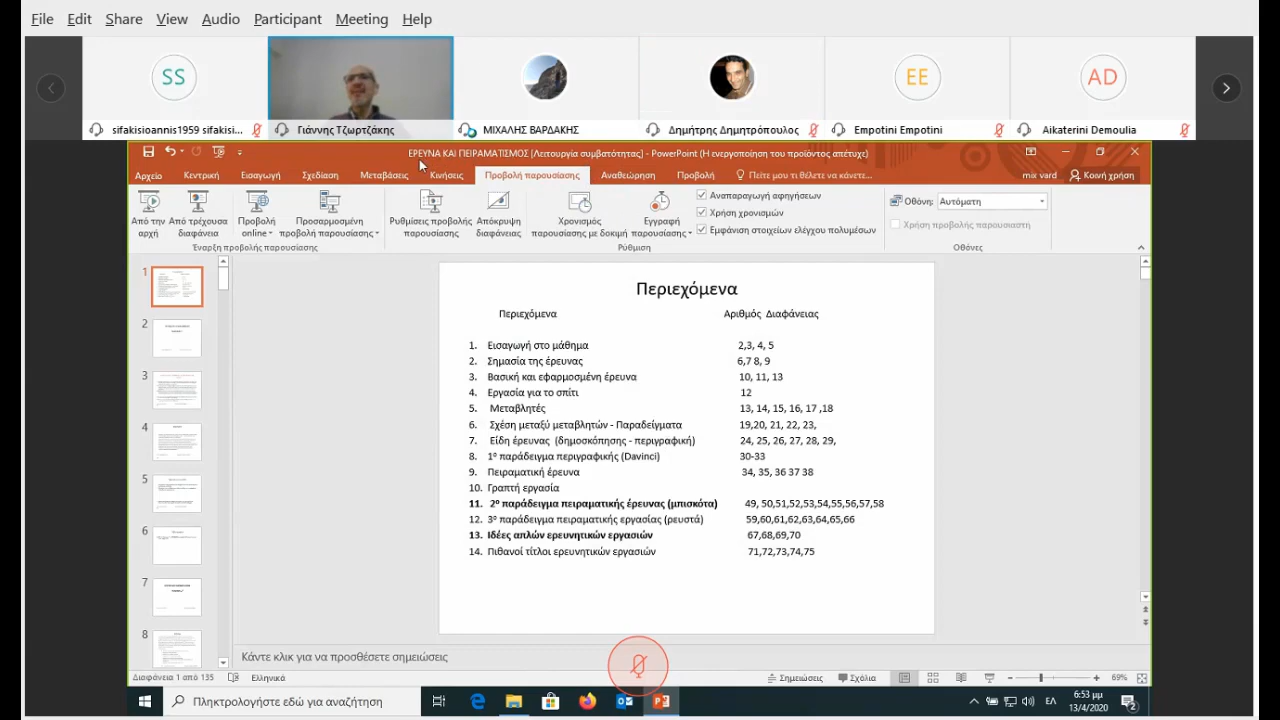 File Edit Share View Audio Participant Meeting Help
SS EE AD
sifakisioannis1959 sifakisi... Γιάννης Τζωρτζάκης ΜΙΧΑΛΗΣ ΒΑΡΔΑΚΗΣ Δημήτρης Δημητρόπουλος Empotini Empotini Aikaterini Demoulia
ΕΡΕΥΝΑ ΚΑΙ ΠΕΙΡΑΜΑΤΙΣΜΟΣ [Λειτουργία συμβατότητας] - PowerPoint (Η ενεργοποίηση του προϊόντος απέτυχε)
Αρχείο Κεντρική Εισαγωγή Σχεδίαση Μεταβάσεις Κινήσεις Προβολή παρουσίασης Αναθεώρηση Προβολή Πείτε μου τι θέλετε να κάνετε... mix vard Κοινή χρήση
Από την αρχή
Από τρέχουσα διαφάνεια
Προβολή online
Προσαρμοσμένη προβολή παρουσίασης
Ρυθμίσεις προβολής παρουσίασης
Απόκρυψη διαφάνειας
Χρονισμός παρουσίασης με δοκιμή
Εγγραφή παρουσίασης
Αναπαραγωγή αφηγήσεων
Χρήση χρονισμών
Εμφάνιση στοιχείων ελέγχου πολυμέσων
Οθόνη: Αυτόματη
Χρήση προβολής παρουσιαστή
Έναρξη προβολής παρουσίασης Ρύθμιση Οθόνες
1
2
3
4
5
6
7
8
Περιεχόμενα
Περιεχόμενα Αριθμός Διαφάνειας
1. Εισαγωγή στο μάθημα 2,3, 4, 5
2. Σημασία της έρευνας 6,7 8, 9
3. Βασική και εφαρμοσμένη έρευνα 10, 11, 13
4. Εργασία για το σπίτι 12
5. Μεταβλητές 13, 14, 15, 16, 17 ,18
6. Σχέση μεταξύ μεταβλητών - Παραδείγματα 19,20, 21, 22, 23,
7. Είδη έρευνας (δημοσκόπησης - περιγραφική) 24, 25, 26, 27, 28, 29,
8. 1ο παράδειγμα περιγραφικής (Davinci) 30-33
9. Πειραματική έρευνα 34, 35, 36 37 38
10. Γραπτή εργασία
11. 2ο παράδειγμα πειραματικής έρευνας (μπισκότα) 49, 50,51,52,53,54,55,56,57,58
12. 3ο παράδειγμα πειραματικής εργασίας (ρευστά) 59,60,61,62,63,64,65,66
13. Ιδέες απλών ερευνητικών εργασιών 67,68,69,70
14. Πιθανοί τίτλοι ερευνητικών εργασιών 71,72,73,74,75
Κάντε κλικ για να προσθέσετε σημειώσεις
Διαφάνεια 1 από 135 Ελληνικά Σημειώσεις Σχόλια 69%
Πληκτρολογήστε εδώ για αναζήτηση ΕΛ 6:53 μμ
13/4/2020 2